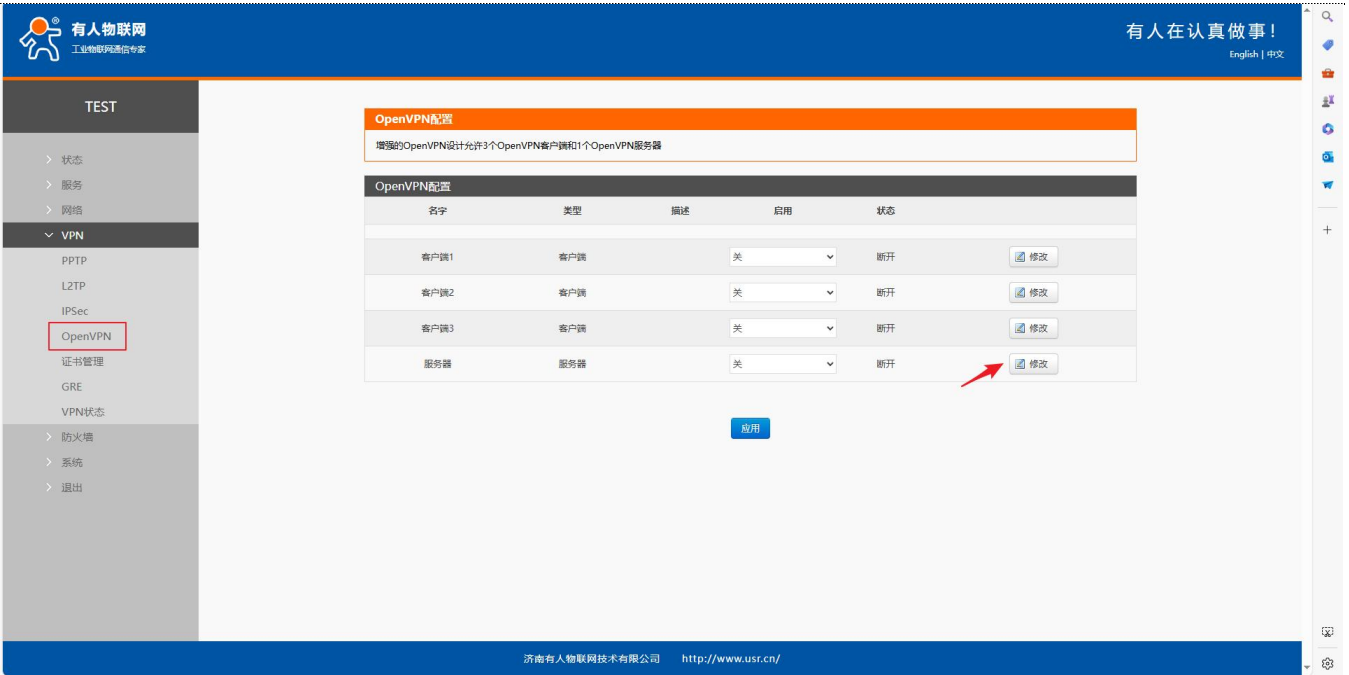 有人物联网
工业物联网通信专家
有人在认真做事！
English | 中文
TEST
状态
服务
网络
VPN
PPTP
L2TP
IPSec
OpenVPN
证书管理
GRE
VPN状态
防火墙
系统
退出
OpenVPN配置
增强的OpenVPN设计允许3个OpenVPN客户端和1个OpenVPN服务器
OpenVPN配置
名字 类型 描述 启用 状态
客户端1 客户端 关 断开 修改
客户端2 客户端 关 断开 修改
客户端3 客户端 关 断开 修改
服务器 服务器 关 断开 修改
应用
济南有人物联网技术有限公司 http://www.usr.cn/